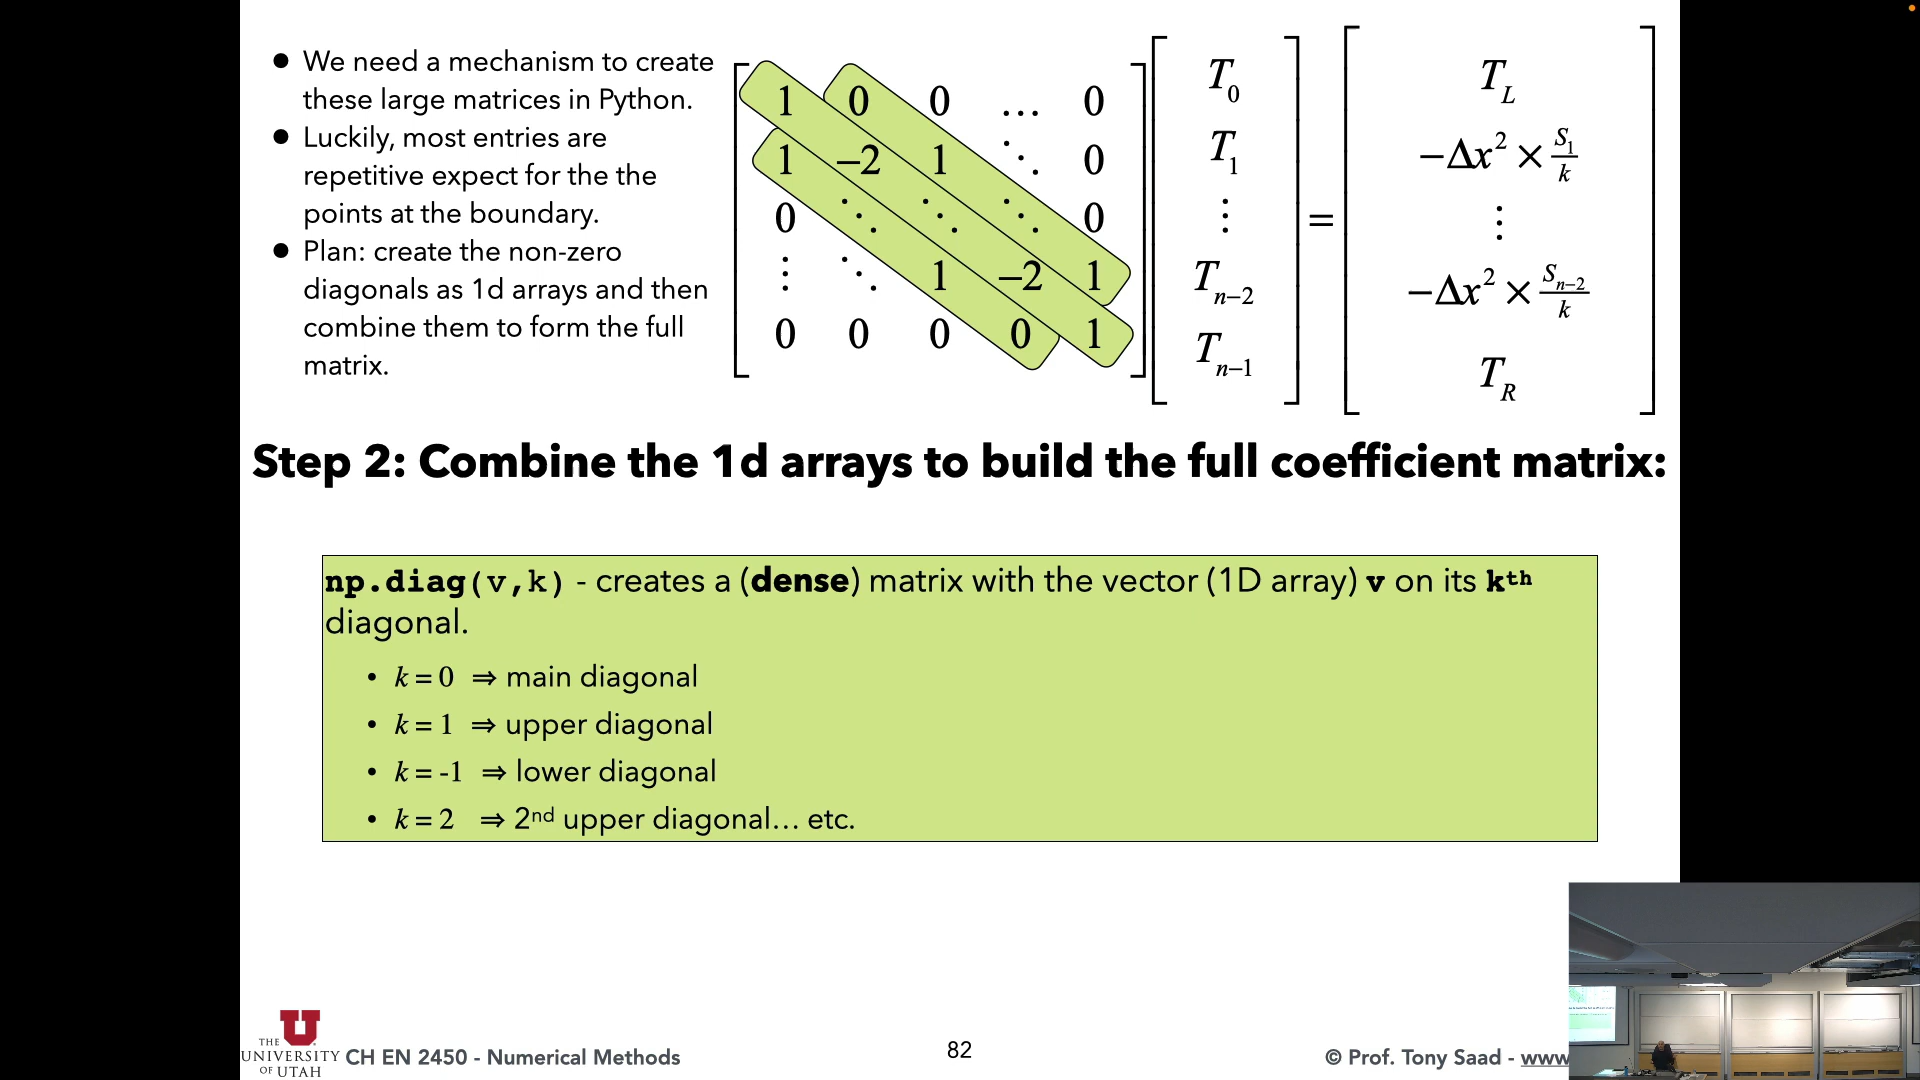 ● We need a mechanism to create
these large matrices in Python.
● Luckily, most entries are
repetitive expect for the the
points at the boundary.
● Plan: create the non-zero
diagonals as 1d arrays and then
combine them to form the full
matrix.
1 0 0 … 0
1 −2 1 ⋱ 0
0 ⋱ ⋱ ⋱ 0
⋮ ⋱ 1 −2 1
0 0 0 0 1
T₀
T₁
⋮
Tₙ₋₂
Tₙ₋₁
=
T_L
−Δx² × S₁/k
⋮
−Δx² × Sₙ₋₂/k
T_R
Step 2: Combine the 1d arrays to build the full coefficient matrix:
np.diag(v,k) - creates a (dense) matrix with the vector (1D array) v on its kᵗʰ
diagonal.
• k = 0 ⇒ main diagonal
• k = 1 ⇒ upper diagonal
• k = -1 ⇒ lower diagonal
• k = 2 ⇒ 2ⁿᵈ upper diagonal… etc.
THE
UNIVERSITY
OF UTAH
CH EN 2450 - Numerical Methods
82
© Prof. Tony Saad - www